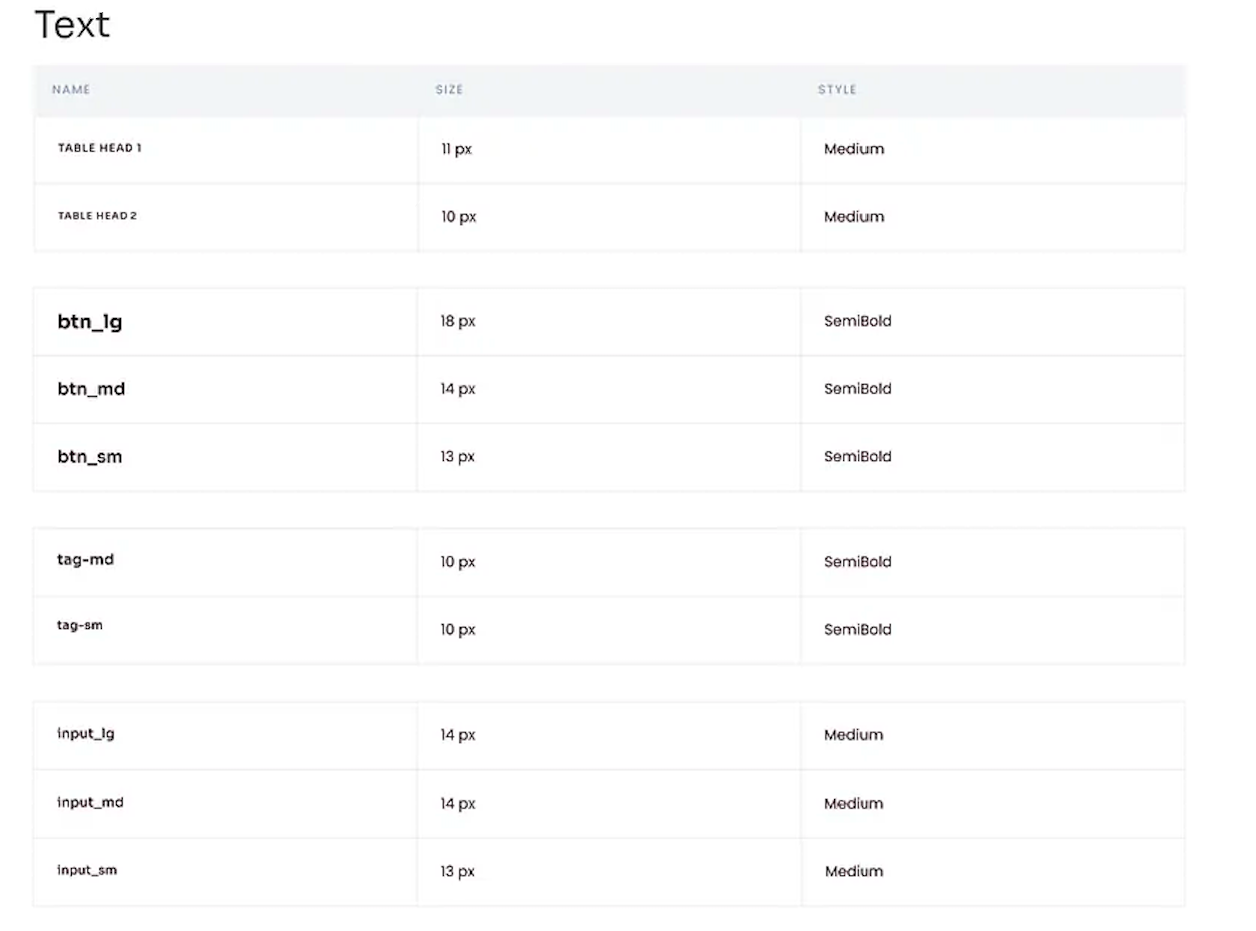 Text
NAME SIZE STYLE
TABLE HEAD 1 11 px Medium
TABLE HEAD 2 10 px Medium
btn_lg 18 px SemiBold
btn_md 14 px SemiBold
btn_sm 13 px SemiBold
tag-md 10 px SemiBold
tag-sm 10 px SemiBold
input_lg 14 px Medium
input_md 14 px Medium
input_sm 13 px Medium